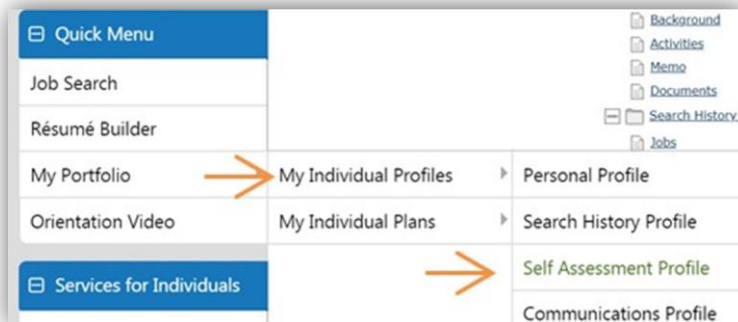 Quick Menu
Job Search
Résumé Builder
My Portfolio
Orientation Video
Services for Individuals
My Individual Profiles
My Individual Plans
Background
Activities
Memo
Documents
Search History
Jobs
Personal Profile
Search History Profile
Self Assessment Profile
Communications Profile